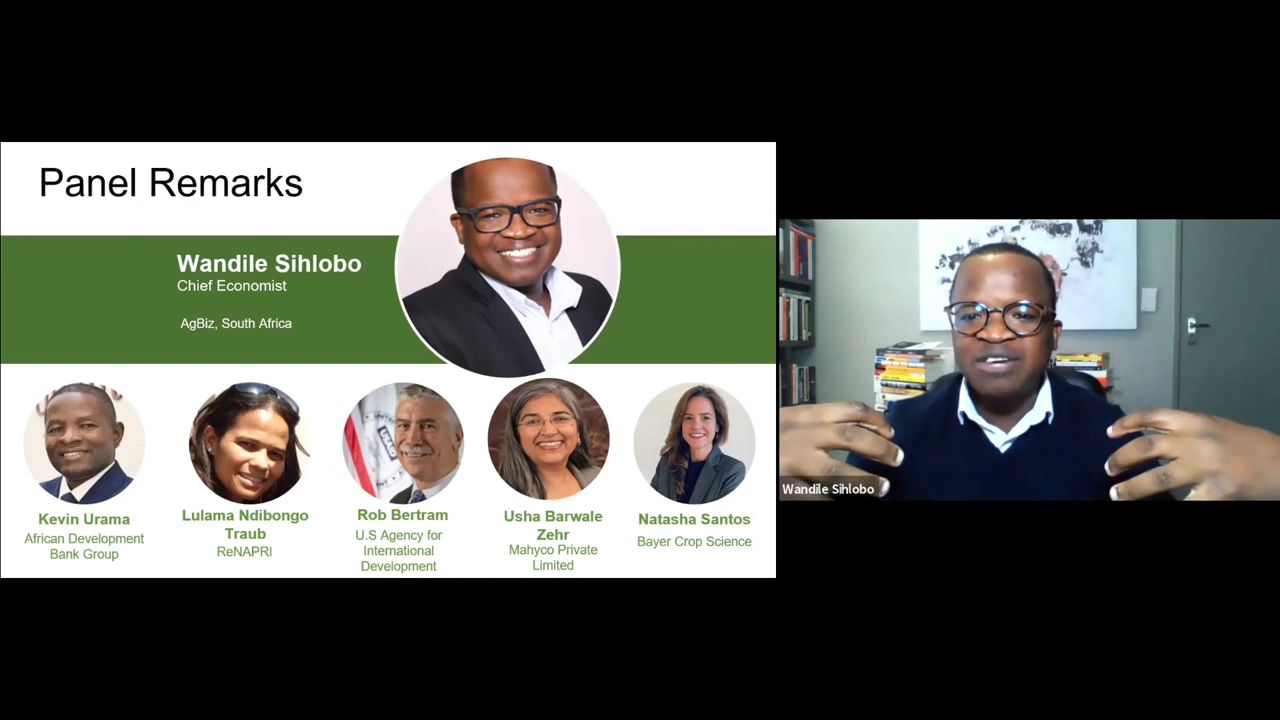 Panel Remarks
Wandile Sihlobo
Chief Economist
AgBiz, South Africa
Kevin Urama
African Development
Bank Group
Lulama Ndibongo
Traub
ReNAPRI
Rob Bertram
U.S Agency for
International
Development
Usha Barwale
Zehr
Mahyco Private
Limited
Natasha Santos
Bayer Crop Science
Wandile Sihlobo